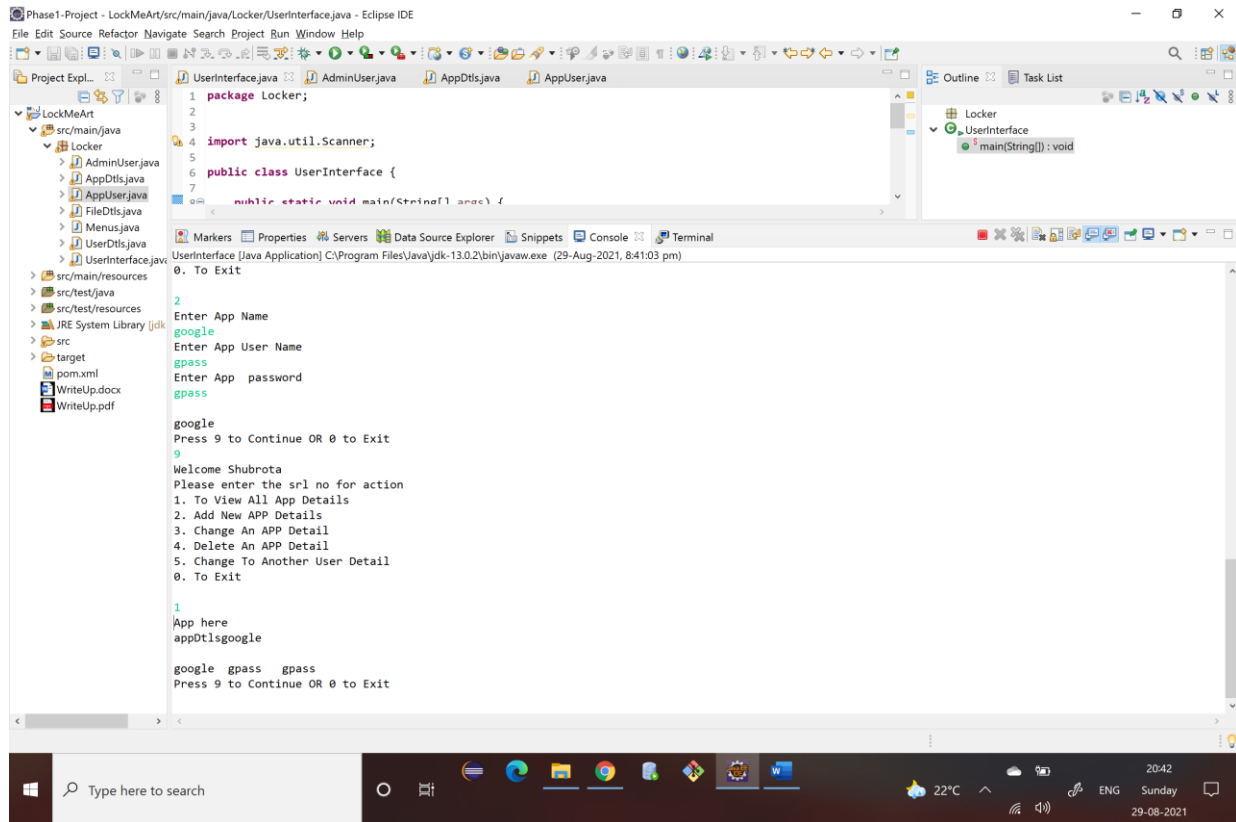 Phase1-Project - LockMeArt/src/main/java/Locker/UserInterface.java - Eclipse IDE
File Edit Source Refactor Navigate Search Project Run Window Help
Project Expl...
LockMeArt
src/main/java
Locker
AdminUser.java
AppDtls.java
AppUser.java
FileDtls.java
Menus.java
UserDtls.java
UserInterface.java
src/main/resources
src/test/java
src/test/resources
JRE System Library [jdk
src
target
pom.xml
WriteUp.docx
WriteUp.pdf
UserInterface.java AdminUser.java AppDtls.java AppUser.java
1 package Locker;
2
3
4 import java.util.Scanner;
5
6 public class UserInterface {
7
8 public static void main(String[] args) {
Outline Task List
Locker
UserInterface
main(String[]) : void
Markers Properties Servers Data Source Explorer Snippets Console Terminal
UserInterface [Java Application] C:\Program Files\Java\jdk-13.0.2\bin\javaw.exe (29-Aug-2021, 8:41:03 pm)
0. To Exit
2
Enter App Name
google
Enter App User Name
gpass
Enter App  password
gpass
google
Press 9 to Continue OR 0 to Exit
9
Welcome Shubrota
Please enter the srl no for action
1. To View All App Details
2. Add New APP Details
3. Change An APP Detail
4. Delete An APP Detail
5. Change To Another User Detail
0. To Exit
1
App here
appDtlsgoogle
google  gpass   gpass
Press 9 to Continue OR 0 to Exit
Type here to search
22°C
ENG
20:42
Sunday
29-08-2021